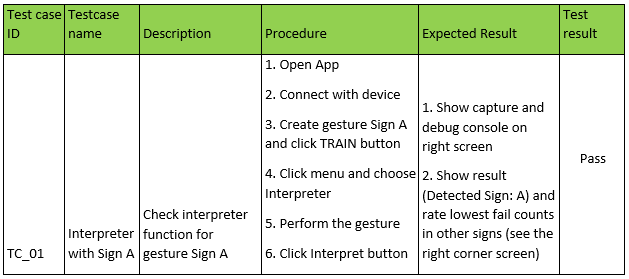 Test case ID
Testcase name
Description
Procedure
Expected Result
Test result
TC_01
Interpreter
with Sign A
Check interpreter
function for
gesture Sign A
1. Open App
2. Connect with device
3. Create gesture Sign A
and click TRAIN button
4. Click menu and choose
Interpreter
5. Perform the gesture
6. Click Interpret button
1. Show capture and
debug console on
right screen
2. Show result
(Detected Sign: A) and
rate lowest fail counts
in other signs (see the
right corner screen)
Pass